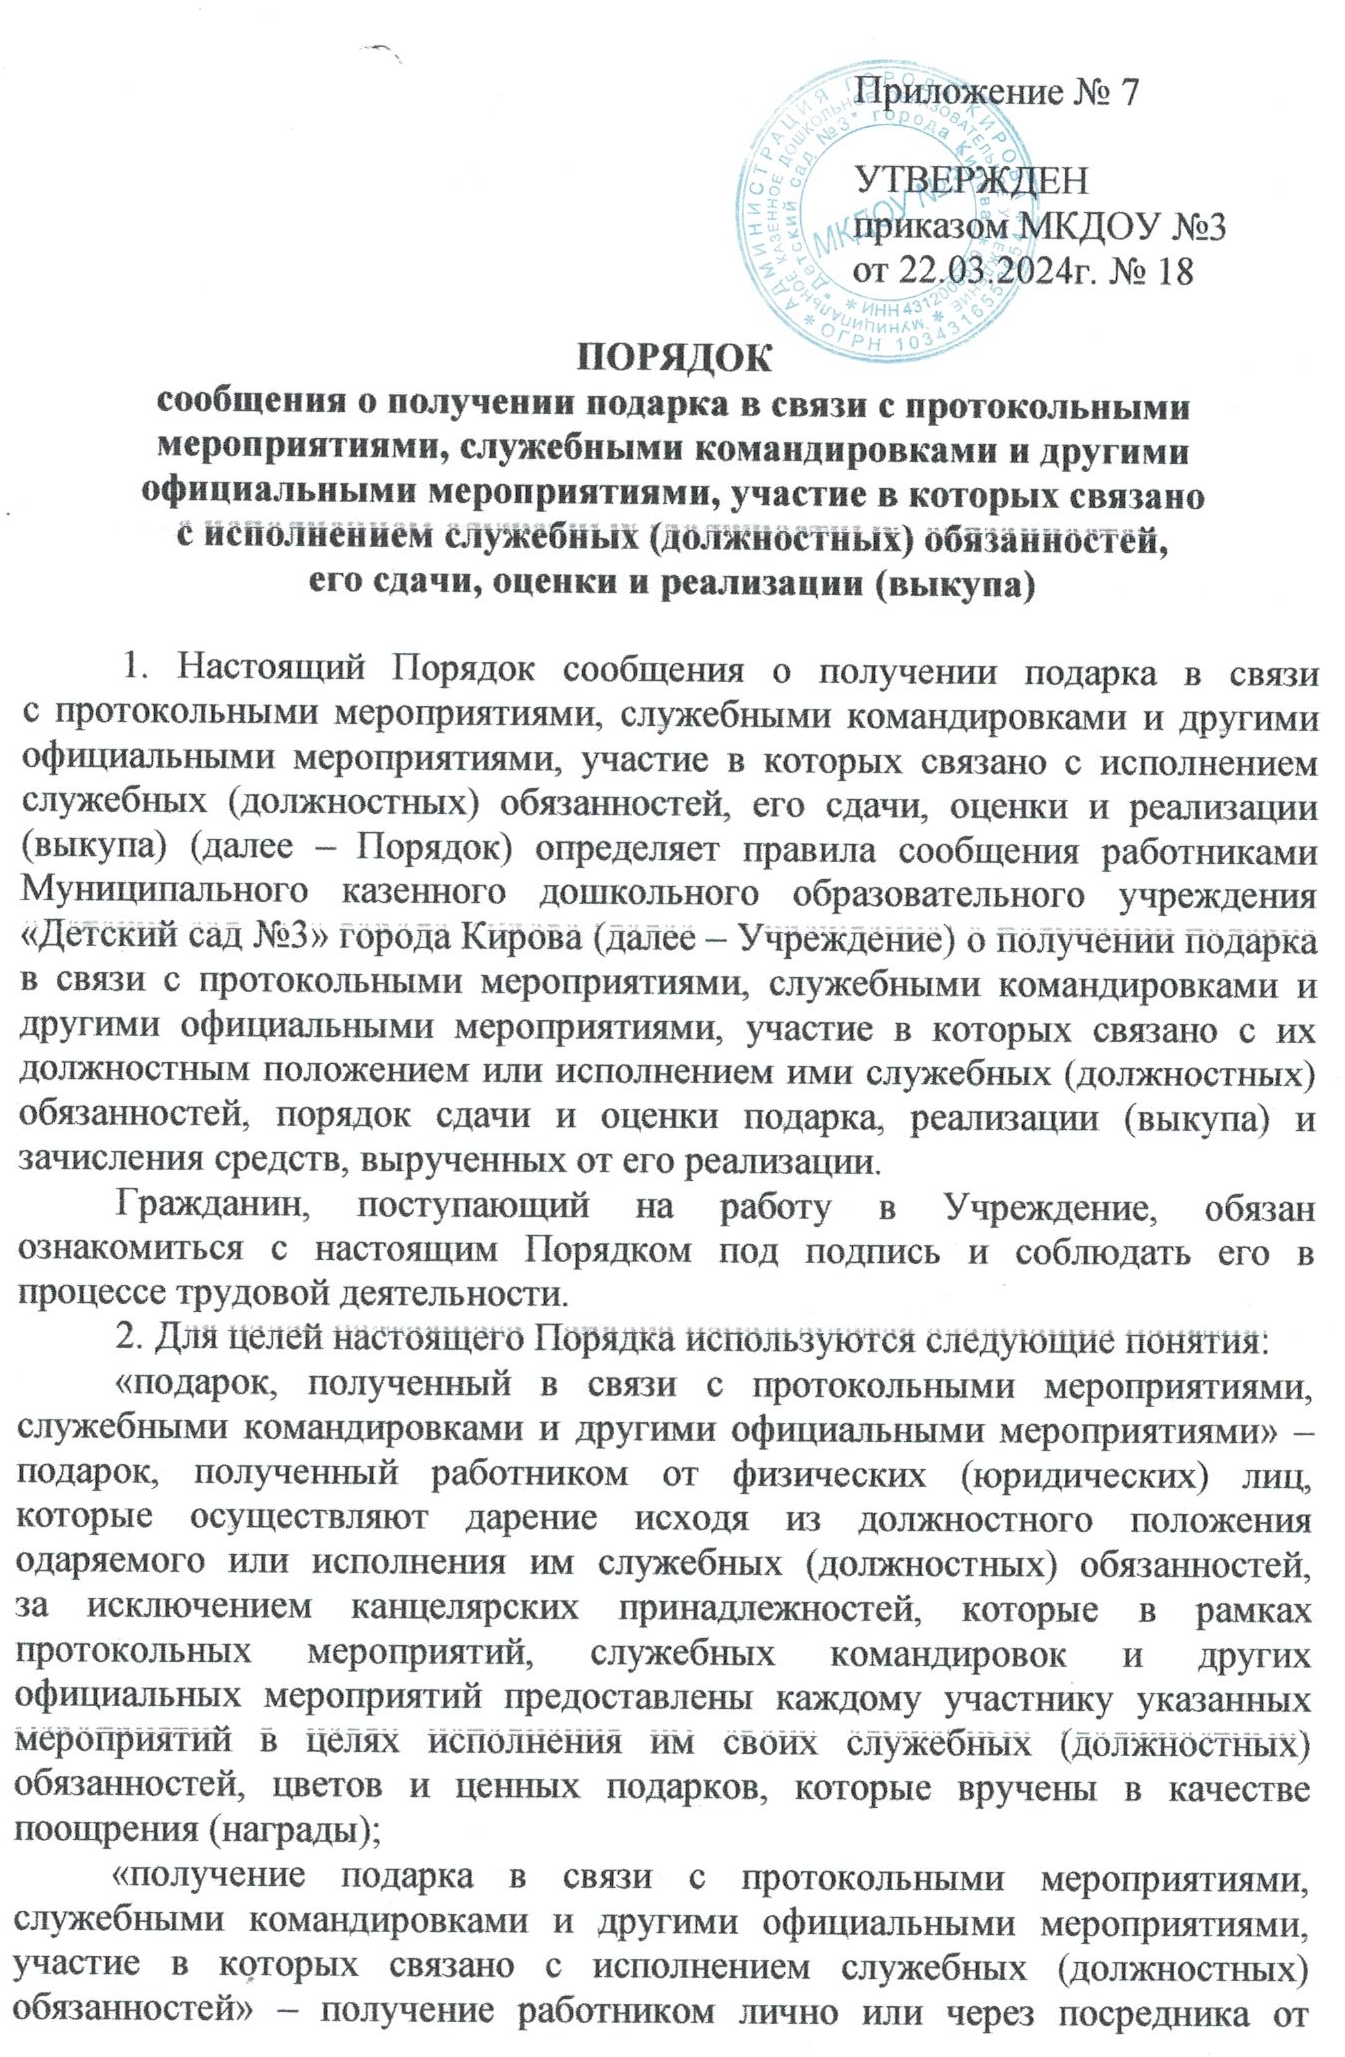 Приложение № 7
УТВЕРЖДЕН
приказом МКДОУ №3
от 22.03.2024г. № 18
МКДОУ №3
ПОРЯДОК
сообщения о получении подарка в связи с протокольными
мероприятиями, служебными командировками и другими
официальными мероприятиями, участие в которых связано
с исполнением служебных (должностных) обязанностей,
его сдачи, оценки и реализации (выкупа)
1. Настоящий Порядок сообщения о получении подарка в связи
с протокольными мероприятиями, служебными командировками и другими
официальными мероприятиями, участие в которых связано с исполнением
служебных (должностных) обязанностей, его сдачи, оценки и реализации
(выкупа) (далее – Порядок) определяет правила сообщения работниками
Муниципального казенного дошкольного образовательного учреждения
«Детский сад №3» города Кирова (далее – Учреждение) о получении подарка
в связи с протокольными мероприятиями, служебными командировками и
другими официальными мероприятиями, участие в которых связано с их
должностным положением или исполнением ими служебных (должностных)
обязанностей, порядок сдачи и оценки подарка, реализации (выкупа) и
зачисления средств, вырученных от его реализации.
Гражданин, поступающий на работу в Учреждение, обязан
ознакомиться с настоящим Порядком под подпись и соблюдать его в
процессе трудовой деятельности.
2. Для целей настоящего Порядка используются следующие понятия:
«подарок, полученный в связи с протокольными мероприятиями,
служебными командировками и другими официальными мероприятиями» –
подарок, полученный работником от физических (юридических) лиц,
которые осуществляют дарение исходя из должностного положения
одаряемого или исполнения им служебных (должностных) обязанностей,
за исключением канцелярских принадлежностей, которые в рамках
протокольных мероприятий, служебных командировок и других
официальных мероприятий предоставлены каждому участнику указанных
мероприятий в целях исполнения им своих служебных (должностных)
обязанностей, цветов и ценных подарков, которые вручены в качестве
поощрения (награды);
«получение подарка в связи с протокольными мероприятиями,
служебными командировками и другими официальными мероприятиями,
участие в которых связано с исполнением служебных (должностных)
обязанностей» – получение работником лично или через посредника от